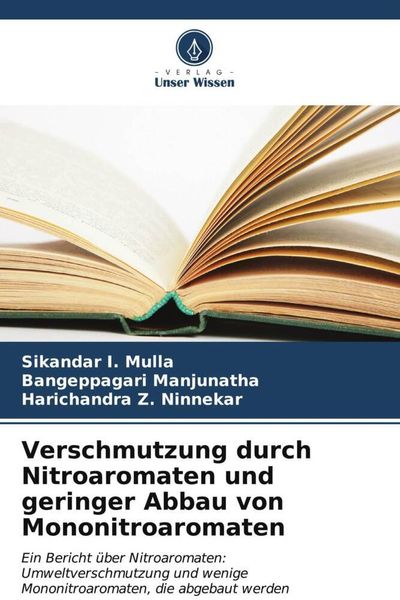 - VERLAG -
Unser Wissen
Sikandar I. Mulla
Bangeppagari Manjunatha
Harichandra Z. Ninnekar
Verschmutzung durch
Nitroaromaten und
geringer Abbau von
Mononitroaromaten
Ein Bericht über Nitroaromaten:
Umweltverschmutzung und wenige
Mononitroaromaten, die abgebaut werden